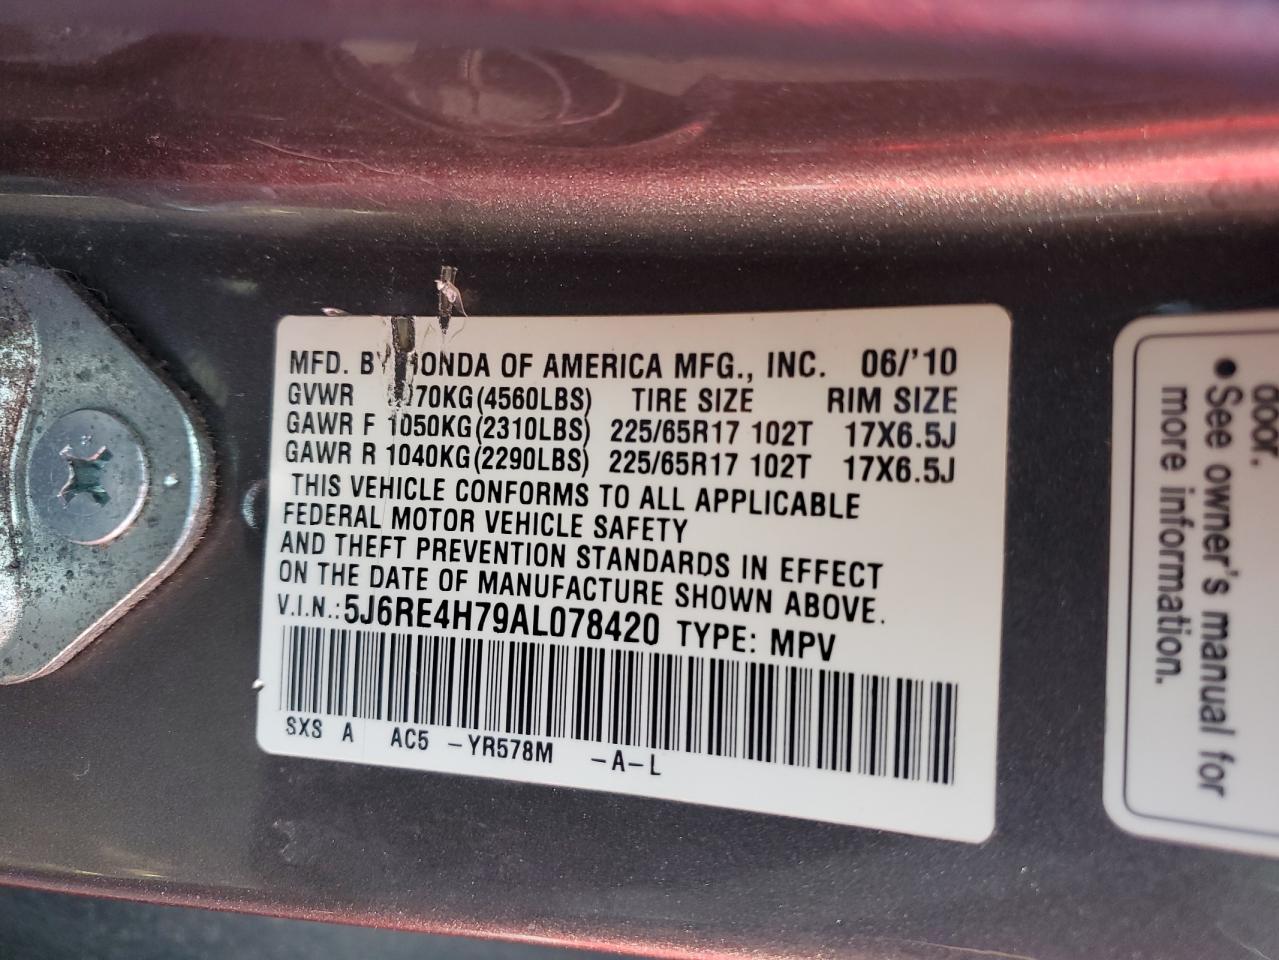 MFD. BY HONDA OF AMERICA MFG., INC. 06/'10
GVWR 70KG(4560LBS) TIRE SIZE RIM SIZE
GAWR F 1050KG(2310LBS) 225/65R17 102T 17X6.5J
GAWR R 1040KG(2290LBS) 225/65R17 102T 17X6.5J
THIS VEHICLE CONFORMS TO ALL APPLICABLE
FEDERAL MOTOR VEHICLE SAFETY
AND THEFT PREVENTION STANDARDS IN EFFECT
ON THE DATE OF MANUFACTURE SHOWN ABOVE.
V.I.N.: 5J6RE4H79AL078420 TYPE: MPV
SXS A AC5 -YR578M -A-L
door.
•See owner's manual for
more information.